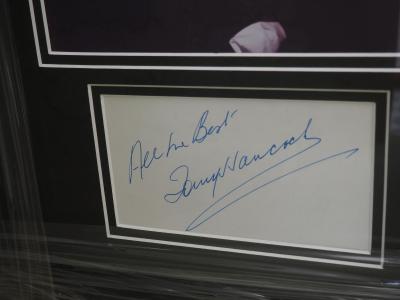 All the Best
Tony Hancock